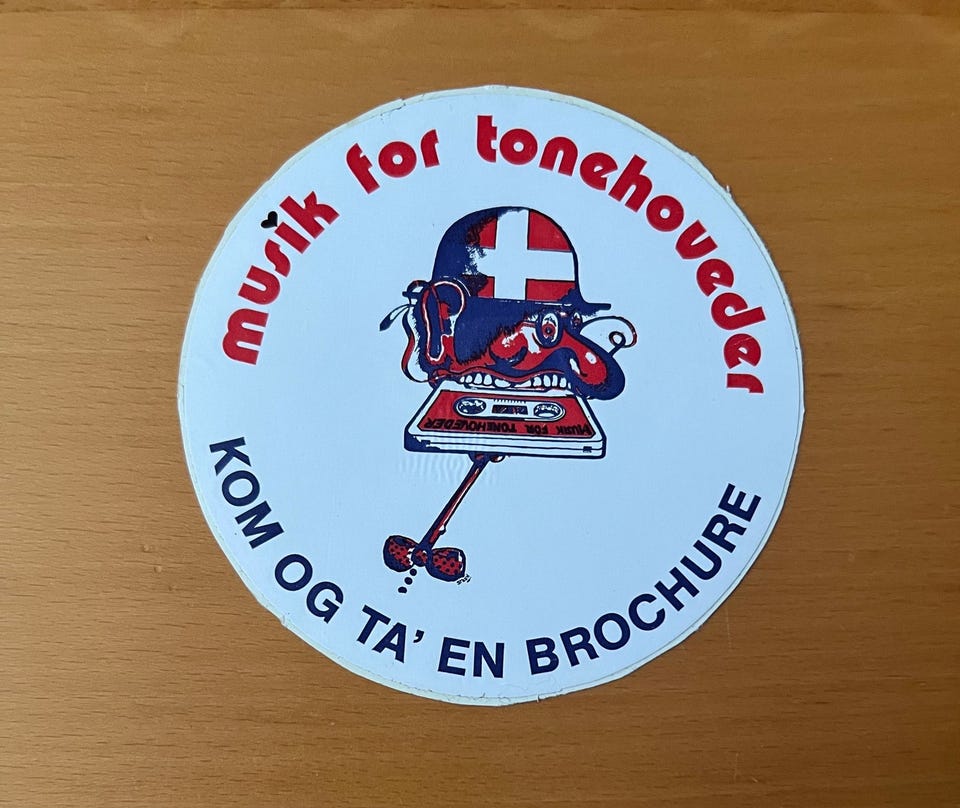 musik for tonehoveder
MUSIK FOR TONEHOVEDER
KOM OG TA' EN BROCHURE